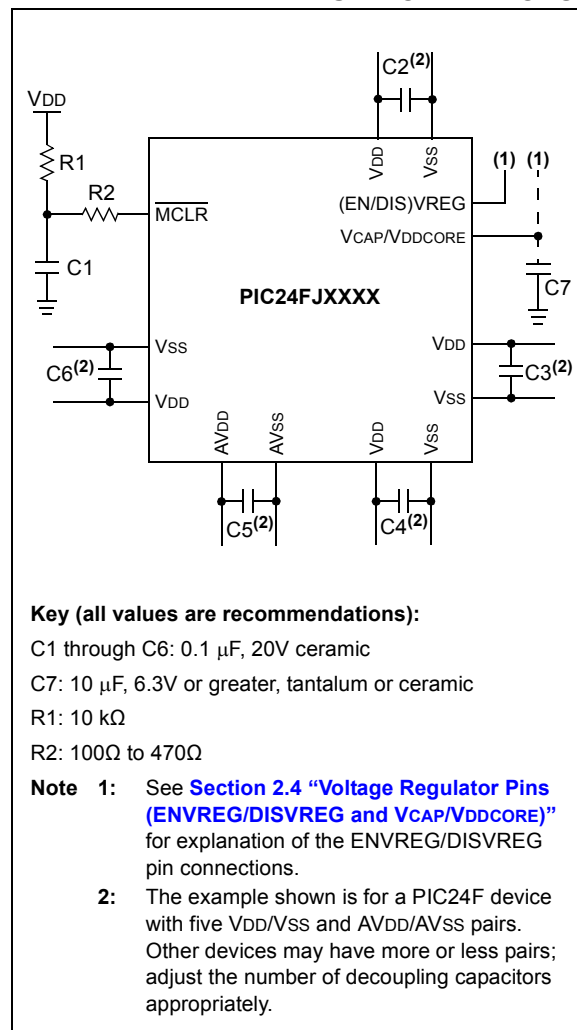 C2(2)
VDD
VDD
VSS
(1) (1)
R1
R2
MCLR
(EN/DIS)VREG
VCAP/VDDCORE
C1
C7
PIC24FJXXXX
VSS
VDD
C6(2)
C3(2)
VDD
VSS
AVDD
AVSS
VDD
VSS
C5(2)
C4(2)
Key (all values are recommendations):
C1 through C6: 0.1 μF, 20V ceramic
C7: 10 μF, 6.3V or greater, tantalum or ceramic
R1: 10 kΩ
R2: 100Ω to 470Ω
Note 1: See Section 2.4 “Voltage Regulator Pins
(ENVREG/DISVREG and VCAP/VDDCORE)”
for explanation of the ENVREG/DISVREG
pin connections.
2: The example shown is for a PIC24F device
with five VDD/VSS and AVDD/AVSS pairs.
Other devices may have more or less pairs;
adjust the number of decoupling capacitors
appropriately.